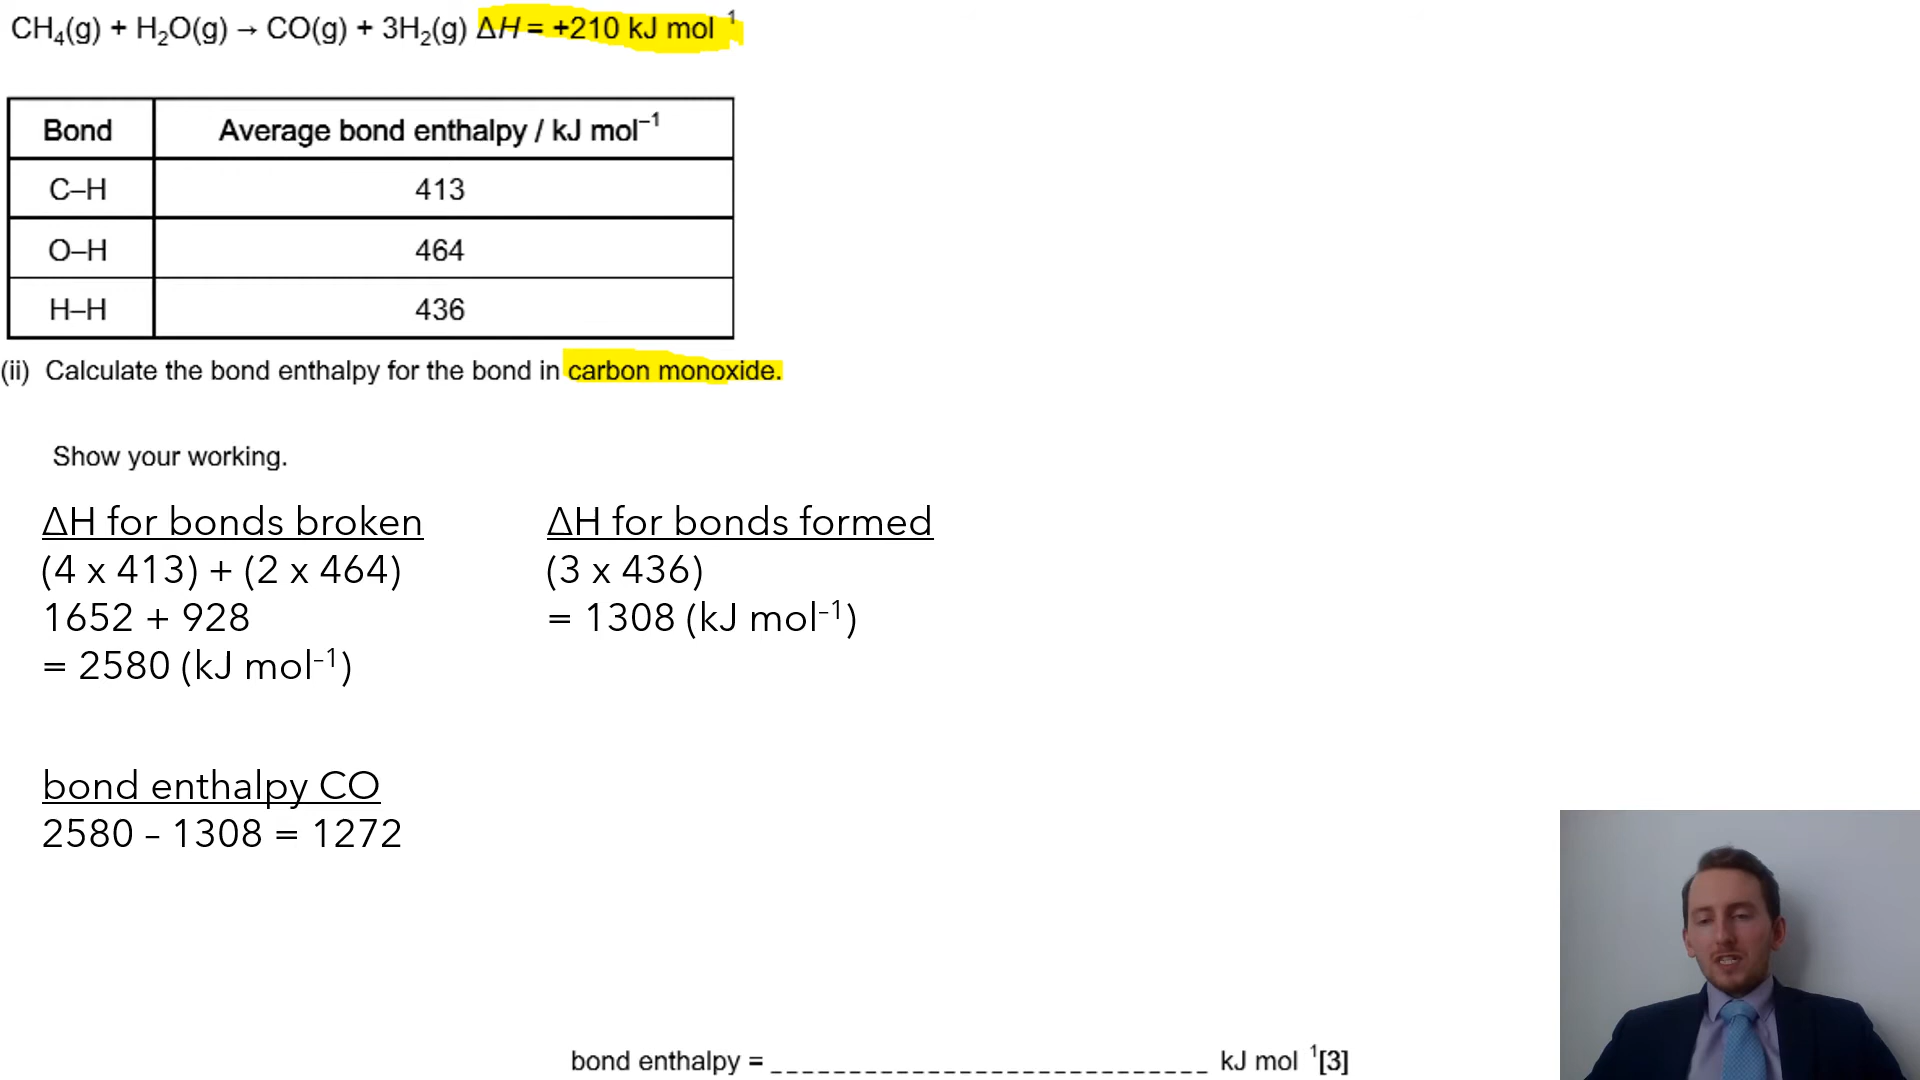 CH₄(g) + H₂O(g) → CO(g) + 3H₂(g) ΔH = +210 kJ mol ¹
Bond Average bond enthalpy / kJ mol⁻¹
C–H 413
O–H 464
H–H 436
(ii) Calculate the bond enthalpy for the bond in carbon monoxide.
Show your working.
ΔH for bonds broken
(4 x 413) + (2 x 464)
1652 + 928
= 2580 (kJ mol⁻¹)
ΔH for bonds formed
(3 x 436)
= 1308 (kJ mol⁻¹)
bond enthalpy CO
2580 – 1308 = 1272
bond enthalpy = _ _ _ _ _ _ _ _ _ _ _ _ _ _ _ _ _ _ _ _ _ _ _ _ _ _ _ _ kJ mol ¹[3]